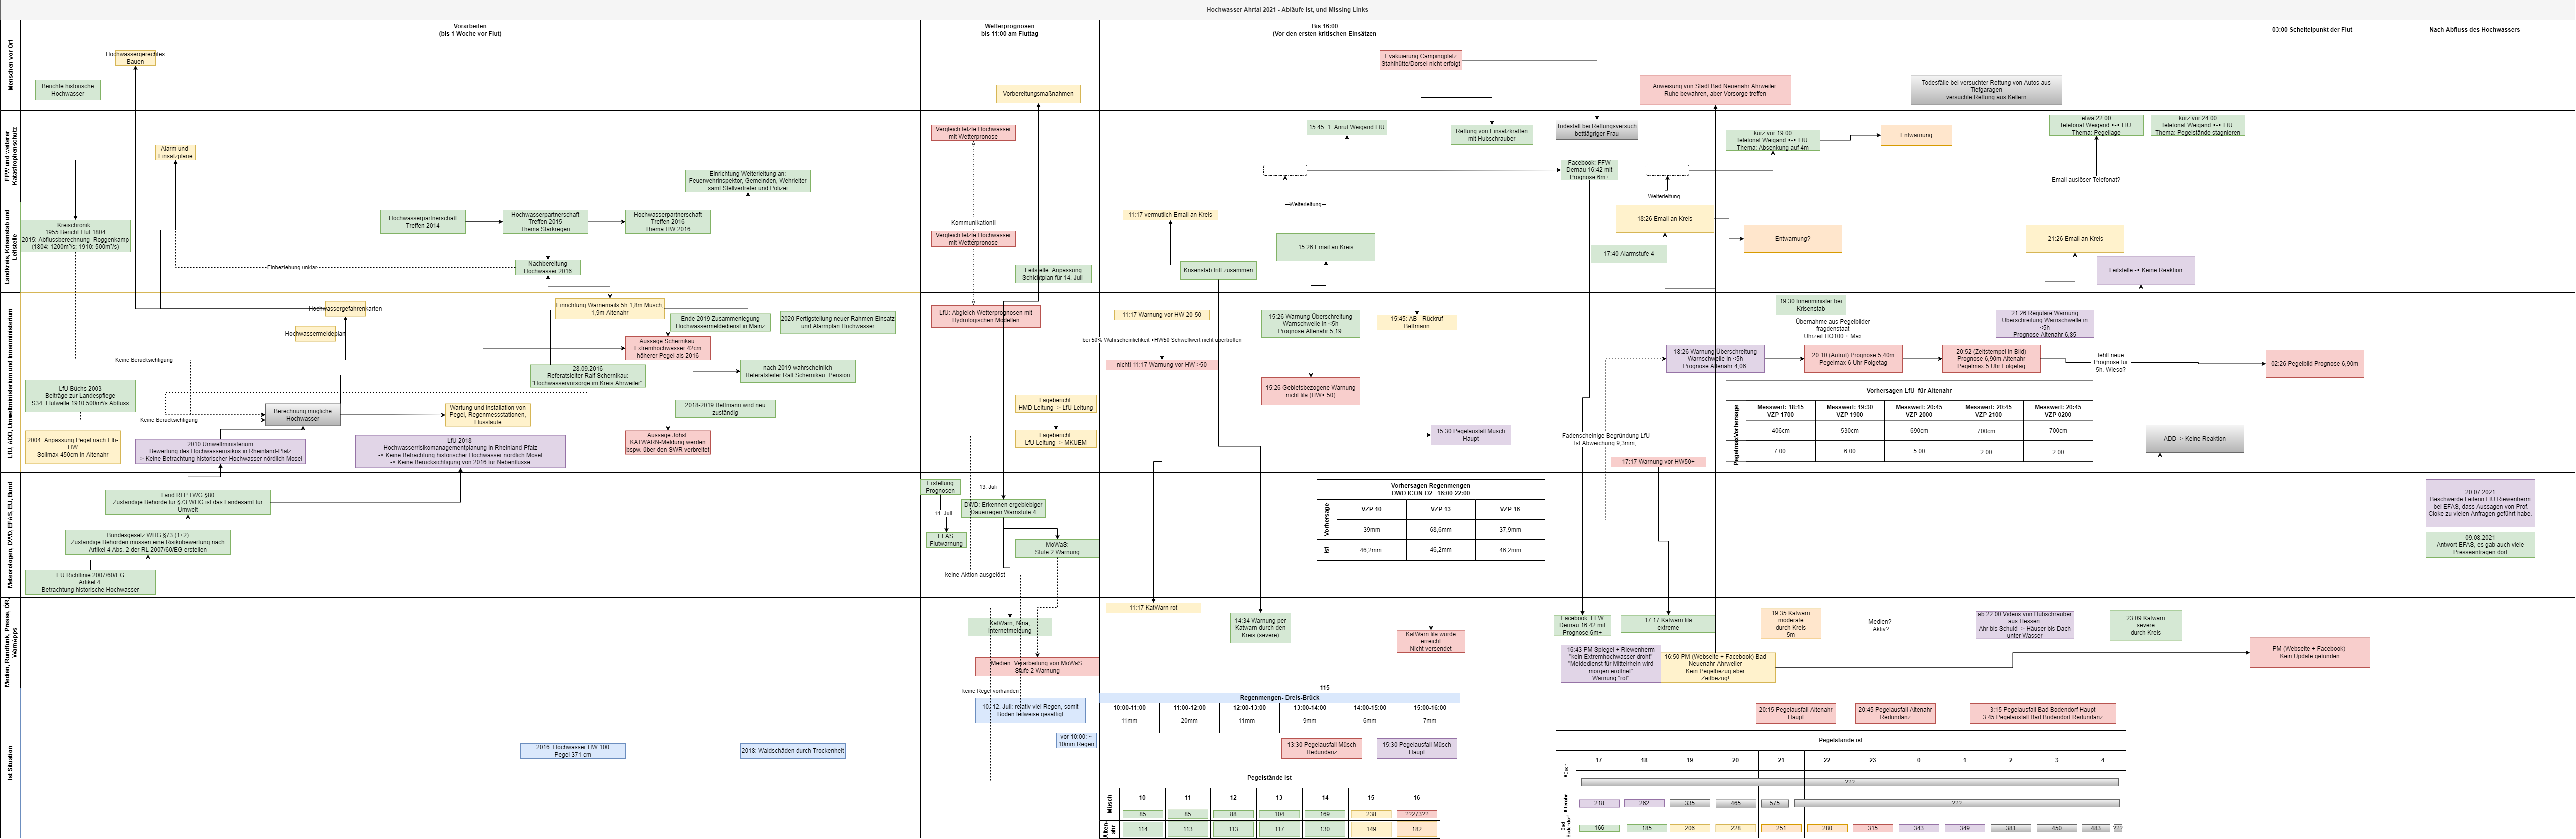 Hochwasser Ahrtal 2021 - Abläufe ist, und Missing Links
Vorarbeiten
(bis 1 Woche vor Flut)
Wetterprognosen
bis 11:00 am Fluttag
Bis 16:00
(Vor den ersten kritischen Einsätzen
03:00 Scheitelpunkt der Flut
Nach Abfluss des Hochwassers
Menschen vor Ort
Hochwassergerechtes
Bauen
Berichte historische
Hochwasser
Vorbereitungsmaßnahmen
Evakuierung Campingplatz
Stahlhütte/Dorsel nicht erfolgt
Anweisung von Stadt Bad Neuenahr Ahrweiler:
Ruhe bewahren, aber Vorsorge treffen
Todesfälle bei versuchter Rettung von Autos aus
Tiefgaragen
versuchte Rettung aus Kellern
FFW und weiterer
Katastrophenschutz
Alarm und
Einsatzpläne
Einrichtung Weiterleitung an:
Feuerwehrinspektor, Gemeinden, Wehrleiter
samt Stellvertreter und Polizei
Vergleich letzte Hochwasser
mit Wetterpronose
15:45: 1. Anruf Weigand LfU
Rettung von Einsatzkräften
mit Hubschrauber
Todesfall bei Rettungsversuch
bettlägriger Frau
Facebook: FFW
Dernau 16:42 mit
Prognose 6m+
kurz vor 19:00
Telefonat Weigand <-> LfU
Thema: Absenkung auf 4m
Entwarnung
etwa 22:00
Telefonat Weigand <-> LfU
Thema: Pegellage
kurz vor 24:00
Telefonat Weigand <-> LfU
Thema: Pegelstände stagnieren
Email auslöser Telefonat?
Weiterleitung
Weiterleitung
Landkreis, Krisenstab und
Leitstelle
Kreischronik:
1955 Bericht Flut 1804
2015: Abflussberechnung Roggenkamp
(1804: 1200m³/s; 1910: 500m³/s)
Hochwasserpartnerschaft
Treffen 2014
Hochwasserpartnerschaft
Treffen 2015
Thema Starkregen
Hochwasserpartnerschaft
Treffen 2016
Thema HW 2016
Nachbereitung
Hochwasser 2016
Einbeziehung unklar
Kommunikation!!
Vergleich letzte Hochwasser
mit Wetterpronose
Leitstelle: Anpassung
Schichtplan für 14. Juli
11:17 vermutlich Email an Kreis
Krisenstab tritt zusammen
15:26 Email an Kreis
18:26 Email an Kreis
17:40 Alarmstufe 4
Entwarnung?
21:26 Email an Kreis
Leitstelle -> Keine Reaktion
LfU, ADD, Umweltministerium und Innenministerium
Hochwassergefahrenkarten
Hochwassermeldeplan
Einrichtung Warnemails 5h 1,8m Müsch,
1,9m Altenahr
Ende 2019 Zusammenlegung
Hochwassermeldedienst in Mainz
2020 Fertigstellung neuer Rahmen Einsatz
und Alarmplan Hochwasser
Aussage Schernikau:
Extremhochwasser 42cm
höherer Pegel als 2016
28.09.2016
Referatsleiter Ralf Schernikau:
"Hochwasservorsorge im Kreis Ahrweiler"
nach 2019 wahrscheinlich
Referatsleiter Ralf Schernikau: Pension
2018-2019 Bettmann wird neu
zuständig
Aussage Johst:
KATWARN-Meldung werden
bspw. über den SWR verbreitet
Keine Berücksichtigung
LfU Büchs 2003
Beiträge zur Landespflege
S34: Flutwelle 1910 500m³/s Abfluss
Keine Berücksichtigung
Berechnung mögliche
Hochwasser
Wartung und Installation von
Pegel, Regenmessstationen,
Flussläufe
2004: Anpassung Pegel nach Elb-
HW
Sollmax 450cm in Altenahr
2010 Umweltministerium
Bewertung des Hochwasserrisikos in Rheinland-Pfalz
-> Keine Betrachtung historischer Hochwasser nördlich Mosel
LfU 2018
Hochwasserrisikomanagementplanung in Rheinland-Pfalz
-> Keine Betrachtung historischer Hochwasser nördlich Mosel
-> Keine Berücksichtigung von 2016 für Nebenflüsse
LfU: Abgleich Wetterprognosen mit
Hydrologischen Modellen
Lagebericht
HMD Leitung -> LfU Leitung
Lagebericht
LfU Leitung -> MKUEM
11:17 Warnung vor HW 20-50
bei 50% Wahrscheinlichkeit >HW50 Schwellwert nicht übertroffen
nicht! 11:17 Warnung vor HW >50
15:26 Warnung Überschreitung
Warnschwelle in <5h
Prognose Altenahr 5,19
15:26 Gebietsbezogene Warnung
nicht lila (HW> 50)
15:45: AB - Rückruf
Bettmann
15:30 Pegelausfall Müsch
Haupt
19:30 Innenminister bei
Krisenstab
Übernahme aus Pegelbilder
fragdenstaat
Uhrzeit HQ100 + Max
18:26 Warnung Überschreitung
Warnschwelle in <5h
Prognose Altenahr 4,06
20:10 (Aufruf) Prognose 5,40m
Pegelmax 6 Uhr Folgetag
20:52 (Zeitstempel in Bild)
Prognose 6,90m Altenahr
Pegelmax 5 Uhr Folgetag
21:26 Reguläre Warnung
Überschreitung Warnschwelle in
<5h
Prognose Altenahr 6,85
fehlt neue
Prognose für
5h. Wieso?
02:26 Pegelbild Prognose 6,90m
Vorhersagen LfU für Altenahr
Messwert: 18:15
VZP 1700
Messwert: 19:30
VZP 1900
Messwert: 20:45
VZP 2000
Messwert: 20:45
VZP 2100
Messwert: 20:45
VZP 0200
Vorhersage
406cm 530cm 690cm 700cm 700cm
Pegelmax
7:00 6:00 5:00 2:00 2:00
Fadenscheinige Begründung LfU
Ist Abweichung 9,3mm,
17:17 Warnung vor HW50+
ADD -> Keine Reaktion
Meteorologen, DWD, EFAS, EU, Bund
Land RLP LWG §80
Zuständige Behörde für §73 WHG ist das Landesamt für
Umwelt
Bundesgesetz WHG §73 (1+2)
Zuständige Behörden müssen eine Risikobewertung nach
Artikel 4 Abs. 2 der RL 2007/60/EG erstellen
EU Richtlinie 2007/60/EG
Artikel 4:
Betrachtung historische Hochwasser
Erstellung
Prognosen
13. Juli
11. Juli
DWD: Erkennen ergebiebiger
Dauerregen Warnstufe 4
EFAS:
Flutwarnung
MoWaS:
Stufe 2 Warnung
keine Aktion ausgelöst
Vorhersagen Regenmengen
DWD ICON-D2 16:00-22:00
VZP 10 VZP 13 VZP 16
Vorhersage
39mm 68,6mm 37,9mm
Ist
46,2mm 46,2mm 46,2mm
20.07.2021
Beschwerde Leiterin LfU Riewenherm
bei EFAS, dass Aussagen von Prof.
Cloke zu vielen Anfragen geführt habe.
09.08.2021
Antwort EFAS, es gab auch viele
Presseanfragen dort
Medien, Rundfunk, Presse, ÖR,
WarnApps
KatWarn, Nina,
Internetmeldung
Medien: Verarbeitung von MoWaS:
Stufe 2 Warnung
11:17 KatWarn rot
14:34 Warnung per
Katwarn durch den
Kreis (severe)
KatWarn lila wurde
erreicht
Nicht versendet
Facebook: FFW
Dernau 16:42 mit
Prognose 6m+
17:17 Katwarn lila
extreme
19:35 Katwarn
moderate
durch Kreis
5m
Medien?
Aktiv?
ab 22:00 Videos von Hubschrauber
aus Hessen:
Ahr bis Schuld -> Häuser bis Dach
unter Wasser
23:09 Katwarn
severe
durch Kreis
16:43 PM Spiegel + Riewenherm
"kein Extremhochwasser droht"
"Meldedienst für Mittelrhein wird
morgen eröffnet"
Warnung "rot"
16:50 PM (Webseite + Facebook) Bad
Neuenahr-Ahrweiler
Kein Pegelbezug aber
Zeitbezug!
PM (Webseite + Facebook)
Kein Update gefunden
Ist Situation
keine Regel vorhanden
10.-12. Juli: relativ viel Regen, somit
Boden teilweise gesättigt
vor 10:00: ~
10mm Regen
2016: Hochwasser HW 100
Pegel 371 cm
2018: Waldschäden durch Trockenheit
115
Regenmengen- Dreis-Brück
10:00-11:00 11:00-12:00 12:00-13:00 13:00-14:00 14:00-15:00 15:00-16:00
11mm 20mm 11mm 9mm 6mm 7mm
13:30 Pegelausfall Müsch
Redundanz
15:30 Pegelausfall Müsch
Haupt
Pegelstände ist
10 11 12 13 14 15 16
Müsch
85 85 88 104 169 238 ??273??
Alten-
ahr
114 113 113 117 130 149 182
20:15 Pegelausfall Altenahr
Haupt
20:45 Pegelausfall Altenahr
Redundanz
3:15 Pegelausfall Bad Bodendorf Haupt
3:45 Pegelausfall Bad Bodendorf Redundanz
Pegelstände ist
17 18 19 20 21 22 23 0 1 2 3 4
Müsch
???
Altenahr
218 262 335 465 575 ???
Bad
Bodendorf
166 185 206 228 251 280 315 343 349 381 450 483 ???